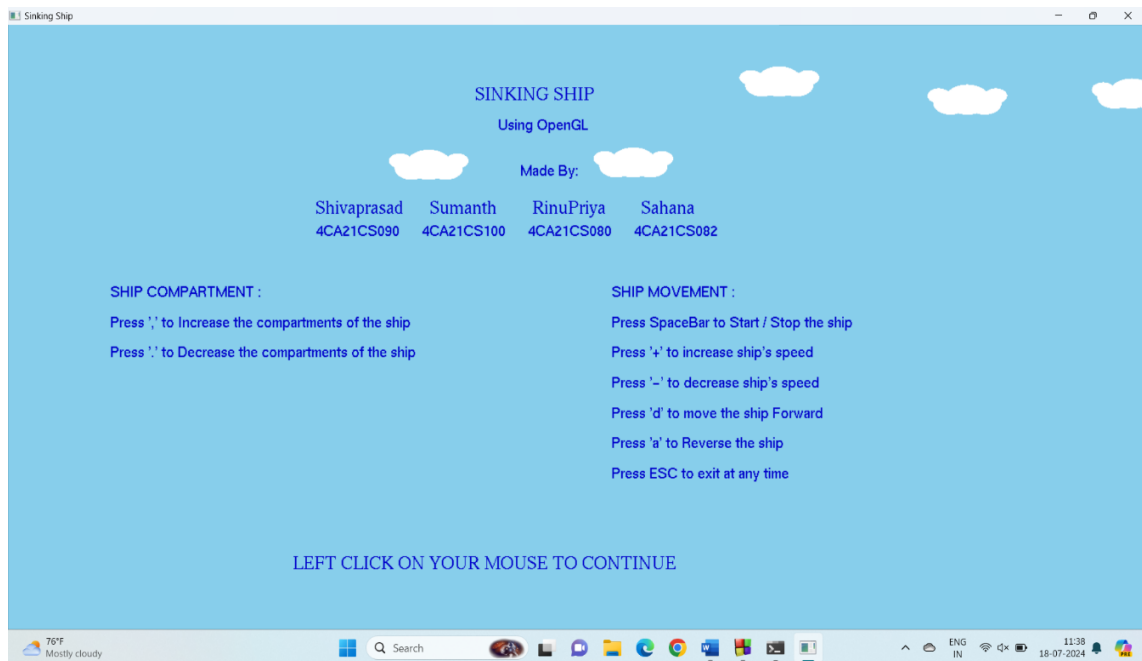 Sinking Ship
SINKING SHIP
Using OpenGL
Made By:
Shivaprasad Sumanth RinuPriya Sahana
4CA21CS090 4CA21CS100 4CA21CS080 4CA21CS082
SHIP COMPARTMENT :
Press ',' to Increase the compartments of the ship
Press '.' to Decrease the compartments of the ship
SHIP MOVEMENT :
Press SpaceBar to Start / Stop the ship
Press '+' to increase ship's speed
Press '-' to decrease ship's speed
Press 'd' to move the ship Forward
Press 'a' to Reverse the ship
Press ESC to exit at any time
LEFT CLICK ON YOUR MOUSE TO CONTINUE
76°F
Mostly cloudy
Search
ENG
IN
11:38
18-07-2024
PRE